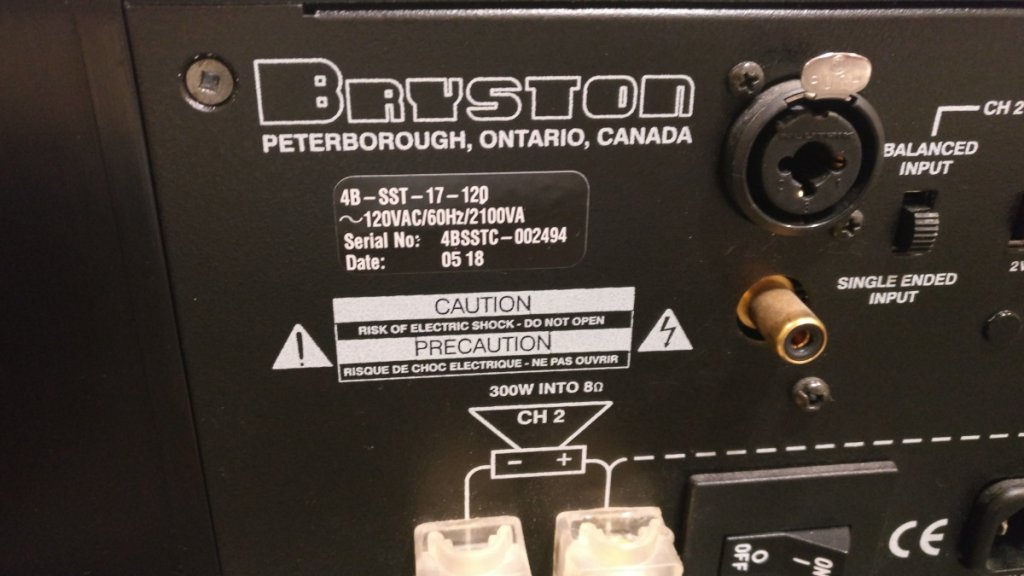 BRYSTON
PETERBOROUGH, ONTARIO, CANADA
4B-SST-17-120
~120VAC/60Hz/2100VA
Serial No: 4BSSTC-002494
Date: 05 18
CAUTION
RISK OF ELECTRIC SHOCK - DO NOT OPEN
PRECAUTION
RISQUE DE CHOC ELECTRIQUE - NE PAS OUVRIR
300W INTO 8Ω
CH 2
- +
CH 2
BALANCED
INPUT
SINGLE ENDED
INPUT
OFF ON
CE